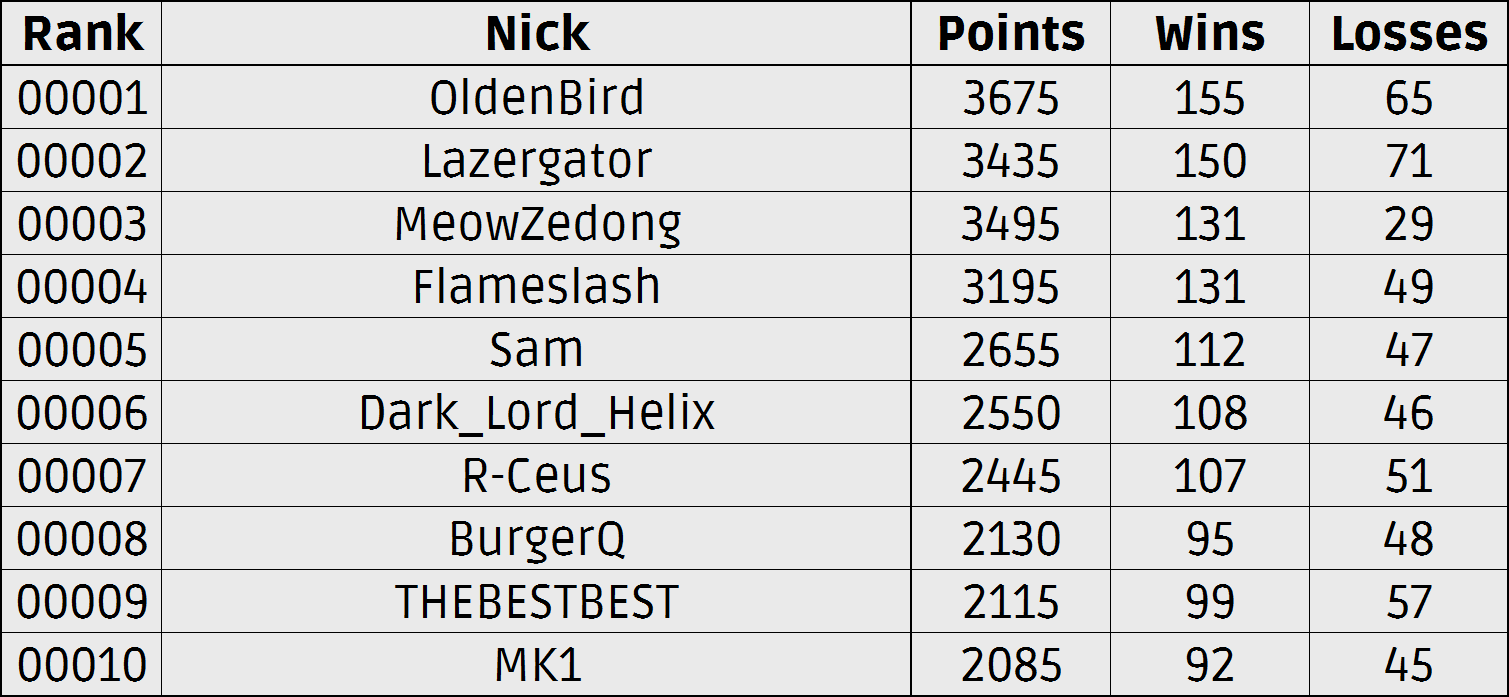 Rank Nick Points Wins Losses
00001 OldenBird 3675 155 65
00002 Lazergator 3435 150 71
00003 MeowZedong 3495 131 29
00004 Flameslash 3195 131 49
00005 Sam 2655 112 47
00006 Dark_Lord_Helix 2550 108 46
00007 R-Ceus 2445 107 51
00008 BurgerQ 2130 95 48
00009 THEBESTBEST 2115 99 57
00010 MK1 2085 92 45